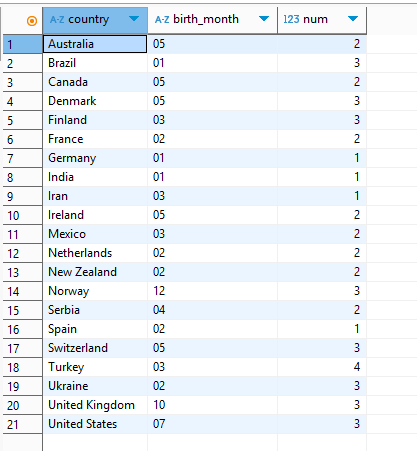 A-Z country A-Z birth_month 123 num
1 Australia 05 2
2 Brazil 01 3
3 Canada 05 2
4 Denmark 05 3
5 Finland 03 3
6 France 02 2
7 Germany 01 1
8 India 01 1
9 Iran 03 1
10 Ireland 05 2
11 Mexico 03 2
12 Netherlands 02 2
13 New Zealand 02 2
14 Norway 12 3
15 Serbia 04 2
16 Spain 02 1
17 Switzerland 05 3
18 Turkey 03 4
19 Ukraine 02 3
20 United Kingdom 10 3
21 United States 07 3